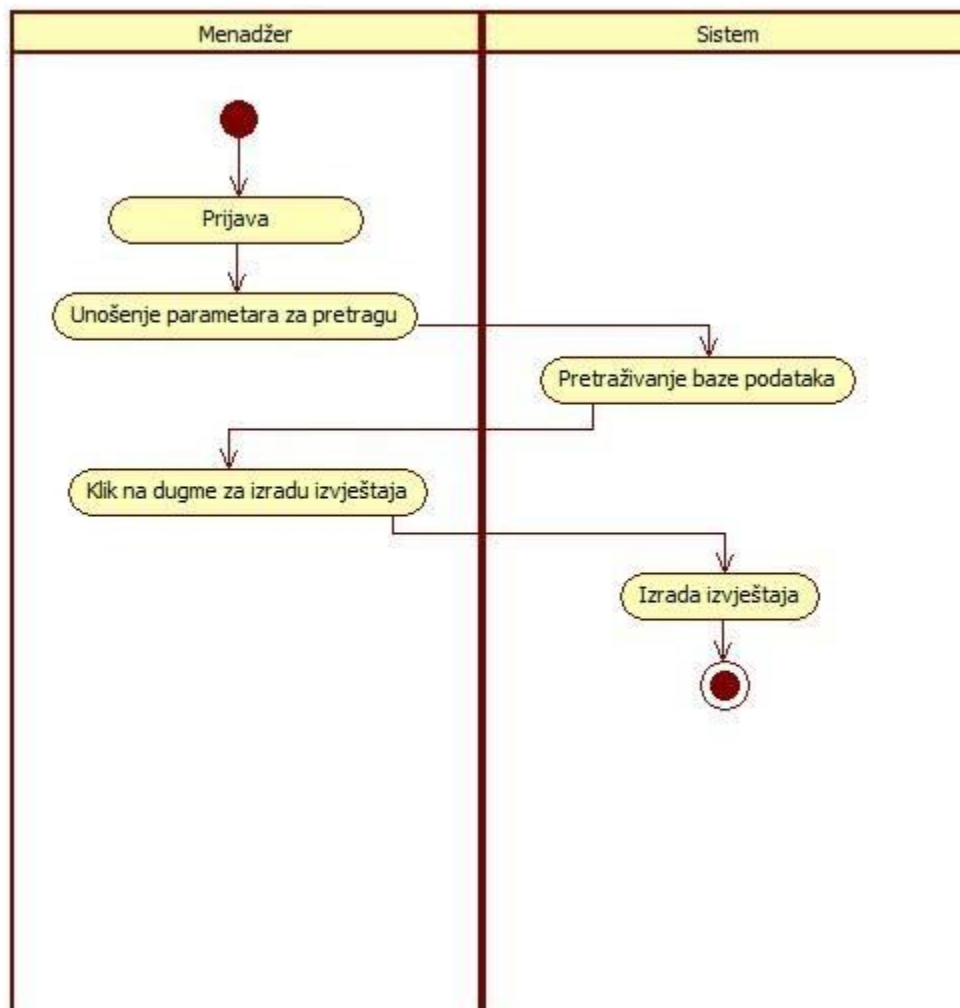 Menadžer
Sistem
Prijava
Unošenje parametara za pretragu
Pretraživanje baze podataka
Klik na dugme za izradu izvještaja
Izrada izvještaja